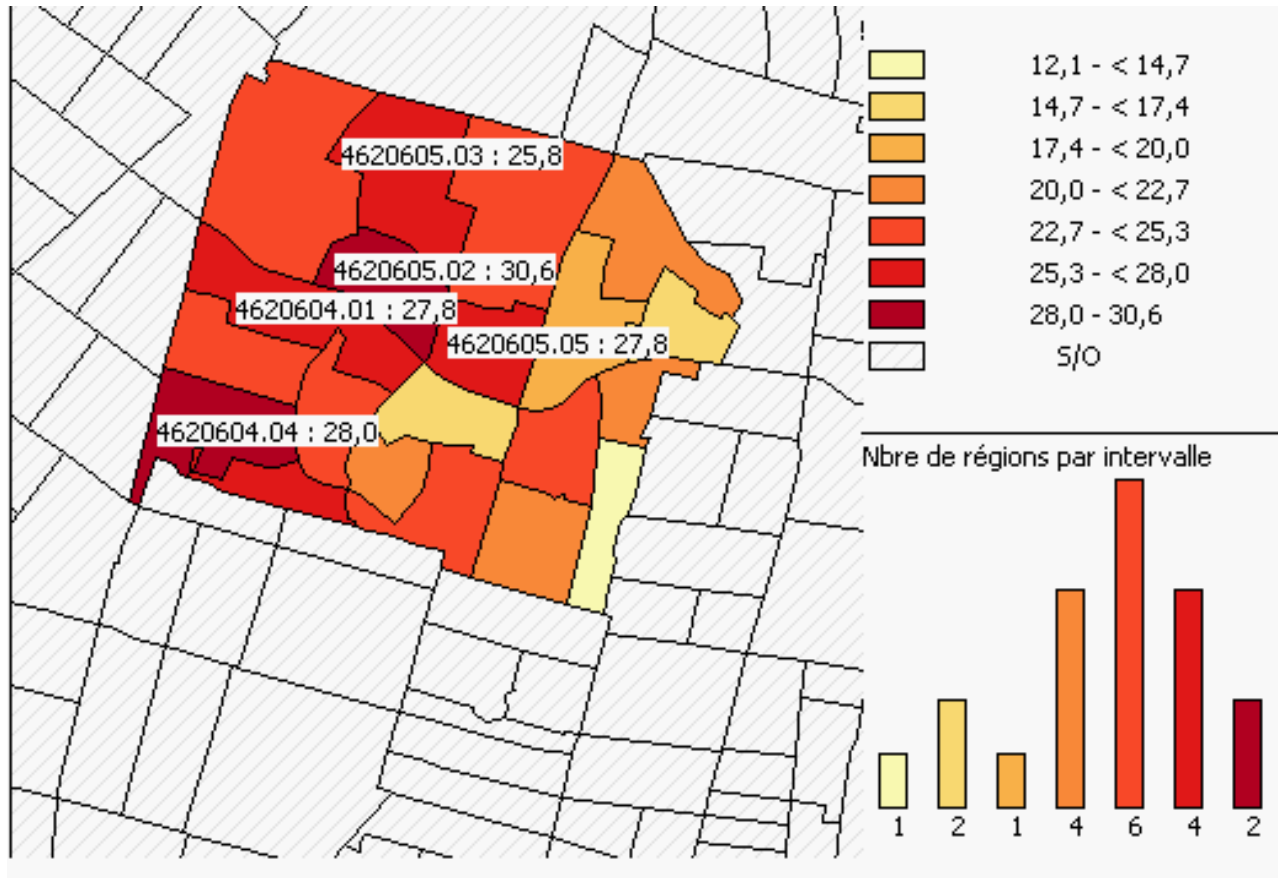 4620605.03 : 25,8
4620605.02 : 30,6
4620604.01 : 27,8
4620605.05 : 27,8
4620604.04 : 28,0
12,1 - < 14,7
14,7 - < 17,4
17,4 - < 20,0
20,0 - < 22,7
22,7 - < 25,3
25,3 - < 28,0
28,0 - 30,6
S/O
Nbre de régions par intervalle
1 2 1 4 6 4 2